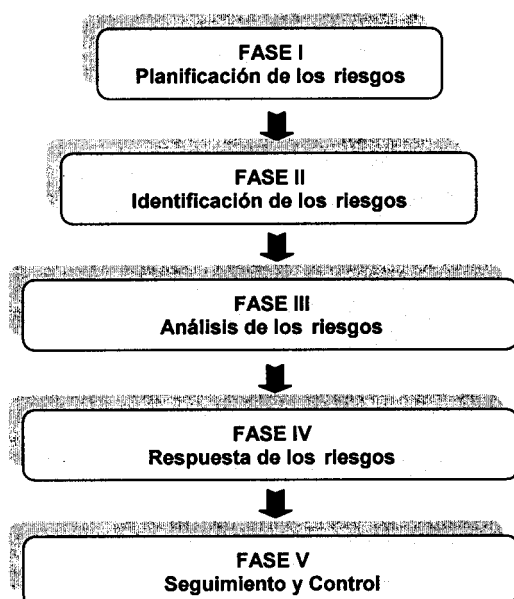 FASE I
Planificación de los riesgos
FASE II
Identificación de los riesgos
FASE III
Análisis de los riesgos
FASE IV
Respuesta de los riesgos
FASE V
Seguimiento y Control